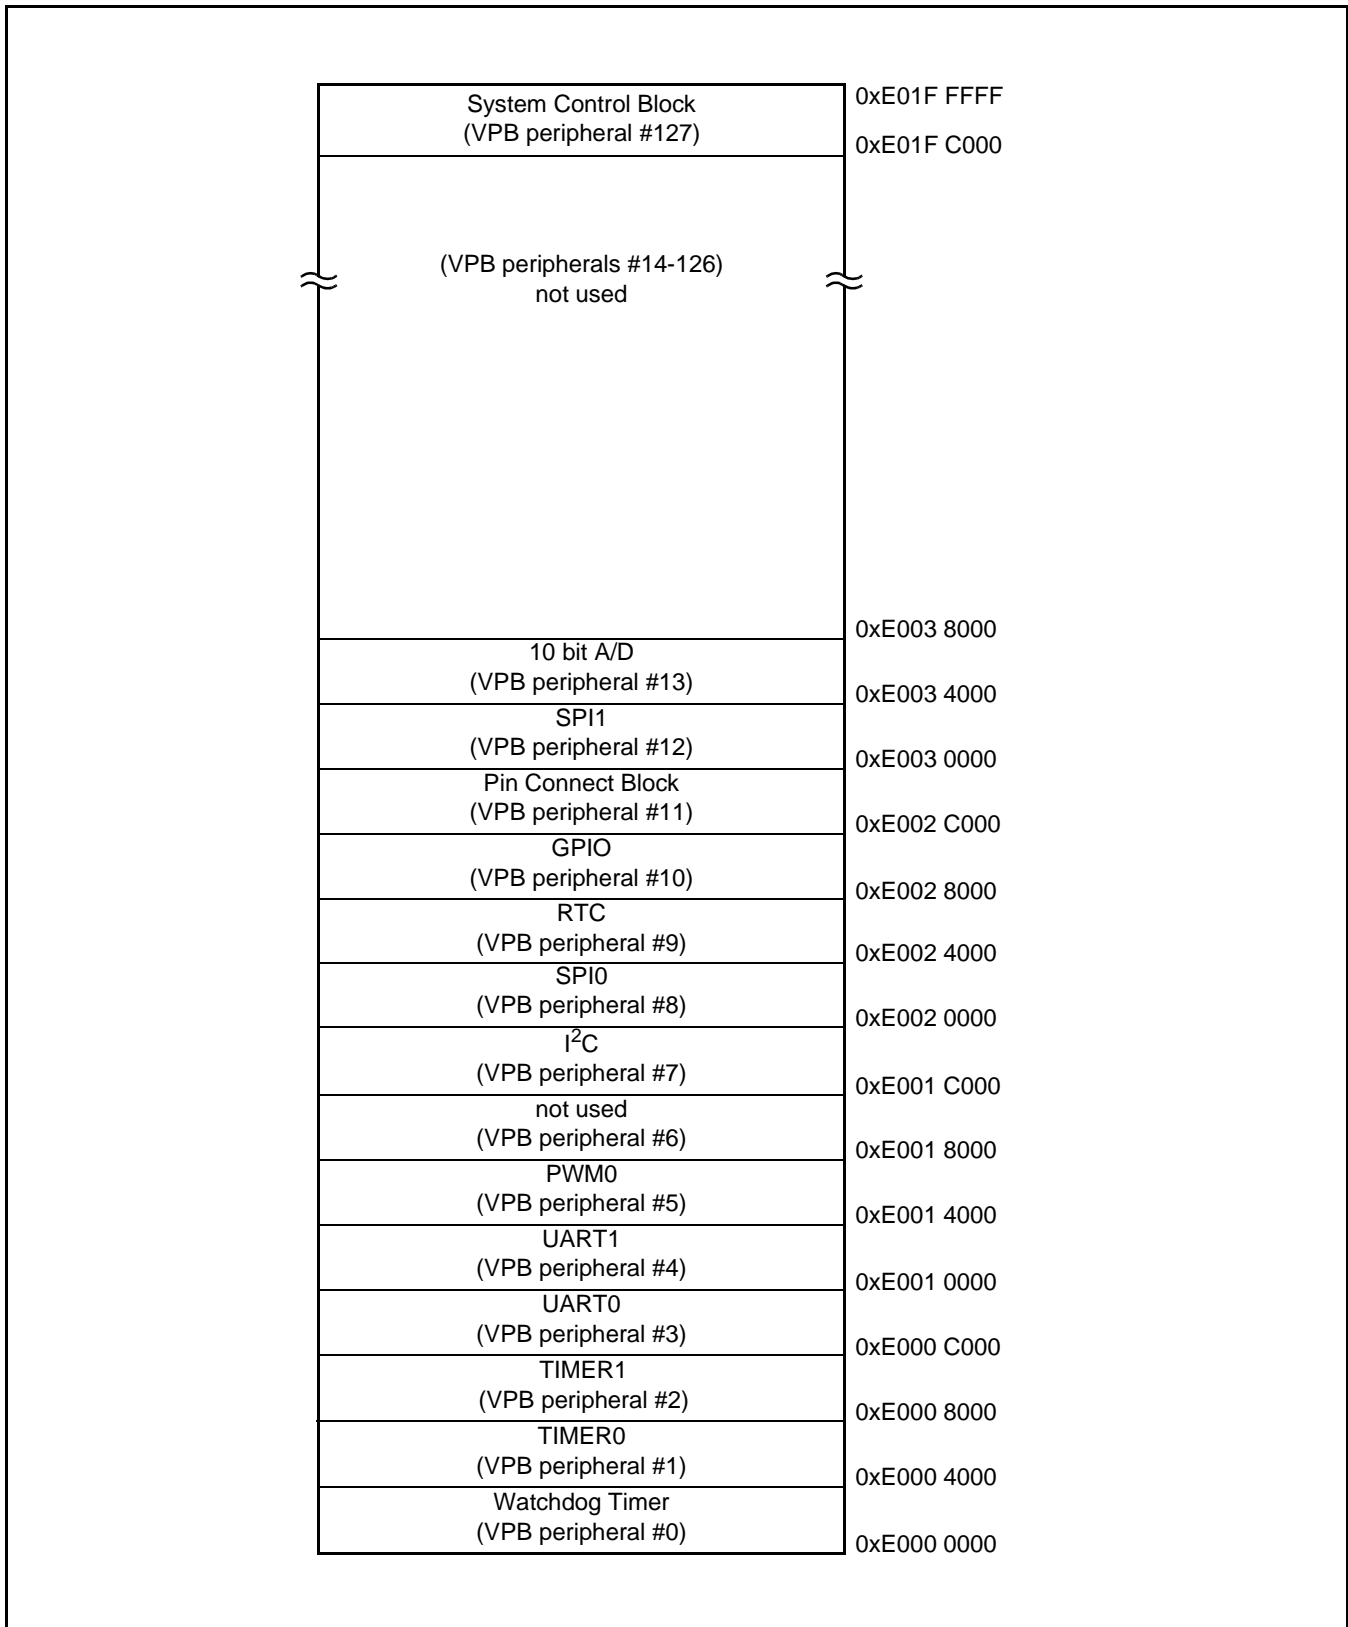 System Control Block
(VPB peripheral #127)
0xE01F FFFF
0xE01F C000
(VPB peripherals #14-126)
not used
0xE003 8000
10 bit A/D
(VPB peripheral #13)
0xE003 4000
SPI1
(VPB peripheral #12)
0xE003 0000
Pin Connect Block
(VPB peripheral #11)
0xE002 C000
GPIO
(VPB peripheral #10)
0xE002 8000
RTC
(VPB peripheral #9)
0xE002 4000
SPI0
(VPB peripheral #8)
0xE002 0000
I²C
(VPB peripheral #7)
0xE001 C000
not used
(VPB peripheral #6)
0xE001 8000
PWM0
(VPB peripheral #5)
0xE001 4000
UART1
(VPB peripheral #4)
0xE001 0000
UART0
(VPB peripheral #3)
0xE000 C000
TIMER1
(VPB peripheral #2)
0xE000 8000
TIMER0
(VPB peripheral #1)
0xE000 4000
Watchdog Timer
(VPB peripheral #0)
0xE000 0000